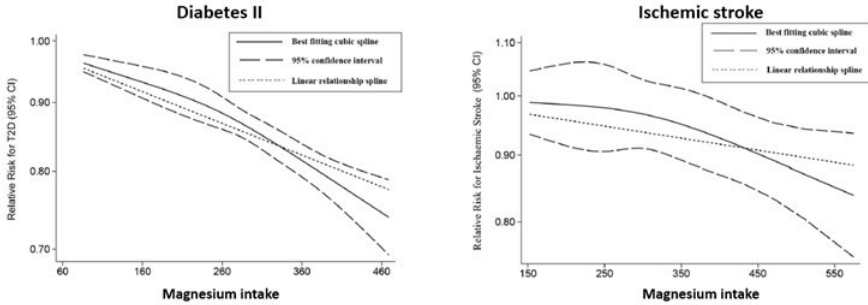 Diabetes II
1.00
0.90
0.80
0.70
Relative Risk for T2D (95% CI)
Best fitting cubic spline
95% confidence interval
Linear relationship spline
60
160
260
360
460
Magnesium intake
Ischemic stroke
1.10
1.00
0.90
0.80
Relative Risk for Ischaemic Stroke (95% CI)
Best fitting cubic spline
95% confidence interval
Linear relationship spline
150
250
350
450
550
Magnesium intake